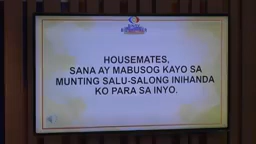 HOUSEMATES,
SANA AY MABUSOG KAYO SA
MUNTING SALU-SALONG INIHANDA
KO PARA SA INYO.